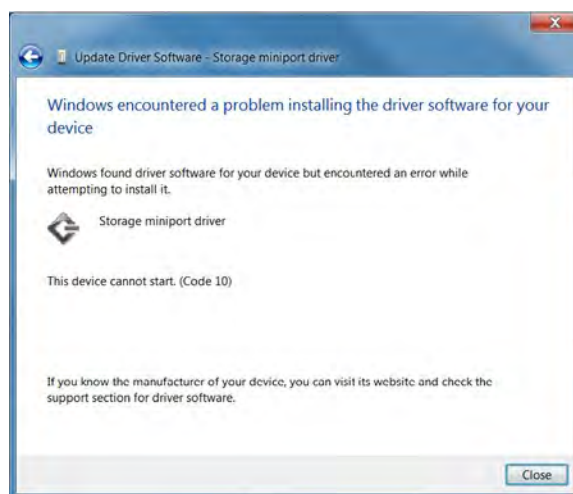 Update Driver Software - Storage miniport driver
Windows encountered a problem installing the driver software for your
device
Windows found driver software for your device but encountered an error while
attempting to install it.
Storage miniport driver
This device cannot start. (Code 10)
If you know the manufacturer of your device, you can visit its website and check the
support section for driver software.
Close